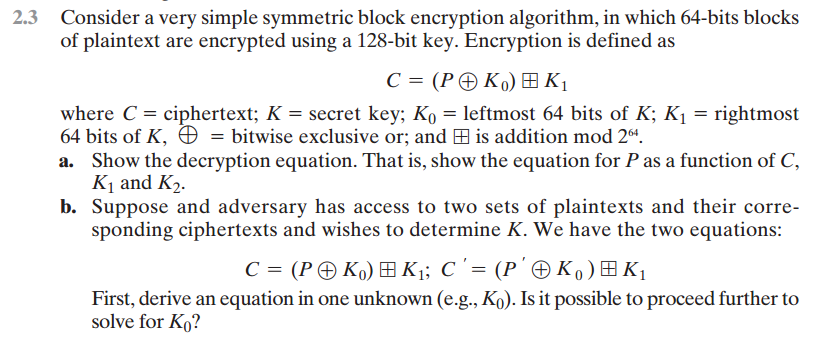 2.3 Consider a very simple symmetric block encryption algorithm, in which 64-bits blocks
of plaintext are encrypted using a 128-bit key. Encryption is defined as
C = (P ⊕ K₀) ⊞ K₁
where C = ciphertext; K = secret key; K₀ = leftmost 64 bits of K; K₁ = rightmost
64 bits of K, ⊕ = bitwise exclusive or; and ⊞ is addition mod 2⁶⁴.
a. Show the decryption equation. That is, show the equation for P as a function of C,
K₁ and K₂.
b. Suppose and adversary has access to two sets of plaintexts and their corre-
sponding ciphertexts and wishes to determine K. We have the two equations:
C = (P ⊕ K₀) ⊞ K₁; C′ = (P′ ⊕ K₀) ⊞ K₁
First, derive an equation in one unknown (e.g., K₀). Is it possible to proceed further to
solve for K₀?